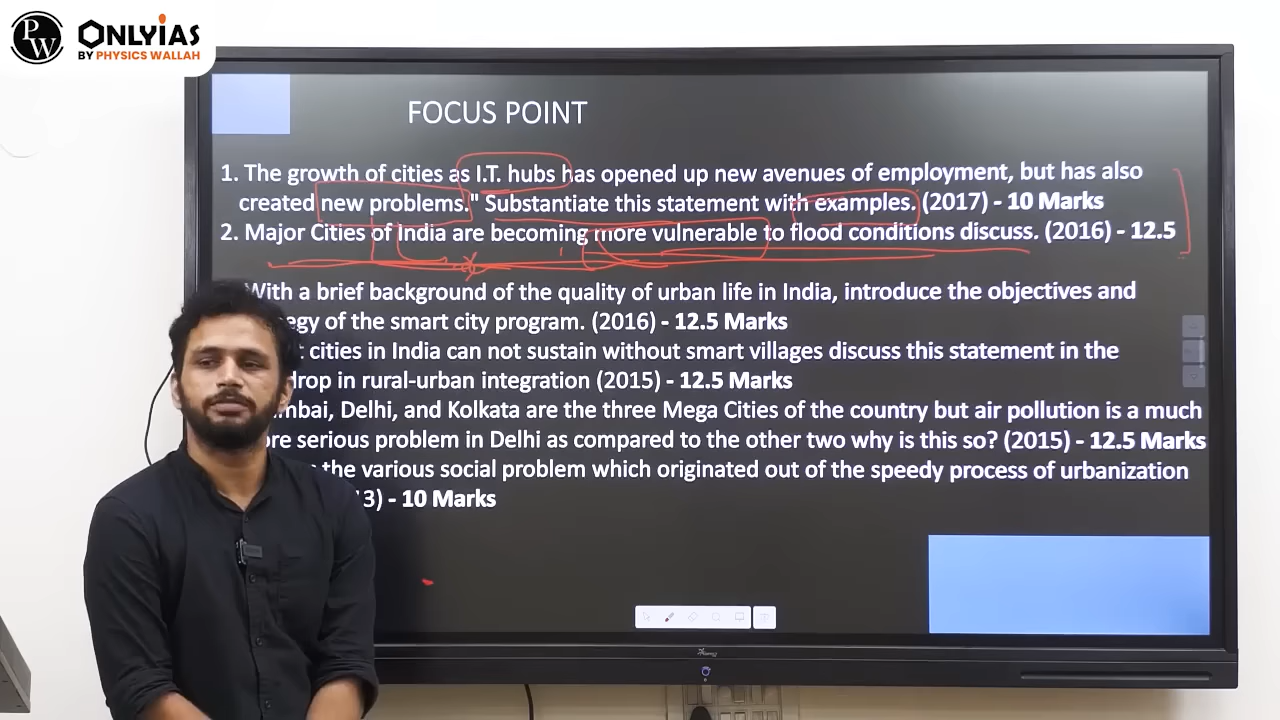 PW
ONLYIAS
BY PHYSICS WALLAH
FOCUS POINT
1. The growth of cities as I.T. hubs has opened up new avenues of employment, but has also
created new problems." Substantiate this statement with examples. (2017) - 10 Marks
2. Major Cities of India are becoming more vulnerable to flood conditions discuss. (2016) - 12.5
With a brief background of the quality of urban life in India, introduce the objectives and
of the smart city program. (2016) - 12.5 Marks
cities in India can not sustain without smart villages discuss this statement in the
in rural-urban integration (2015) - 12.5 Marks
Delhi, and Kolkata are the three Mega Cities of the country but air pollution is a much
serious problem in Delhi as compared to the other two why is this so? (2015) - 12.5 Marks
the various social problem which originated out of the speedy process of urbanization
13) - 10 Marks